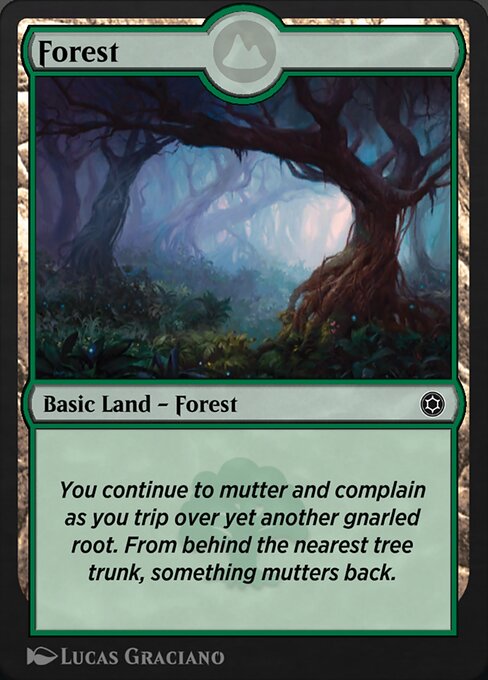 Forest
Basic Land – Forest
You continue to mutter and complain
as you trip over yet another gnarled
root. From behind the nearest tree
trunk, something mutters back.
Lucas Graciano